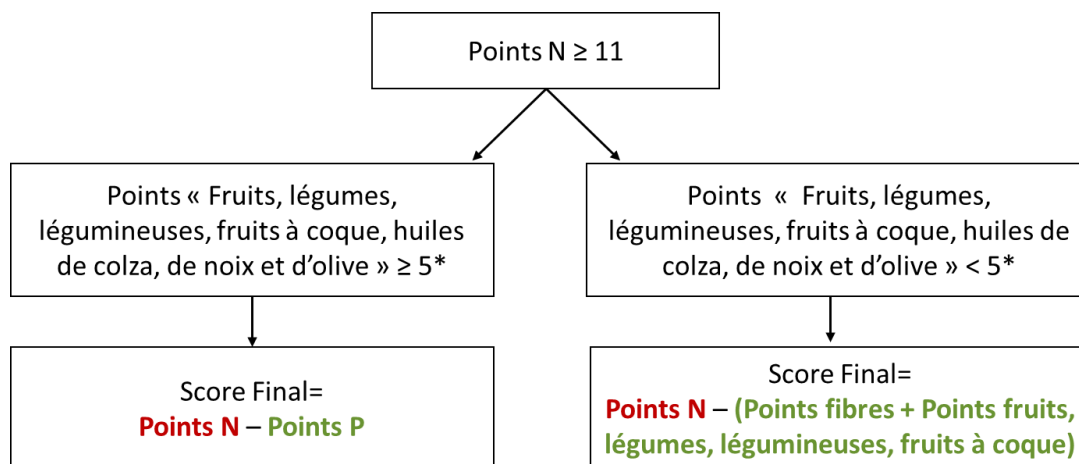 Points N ≥ 11
Points « Fruits, légumes,
légumineuses, fruits à coque, huiles
de colza, de noix et d’olive » ≥ 5*
Points « Fruits, légumes,
légumineuses, fruits à coque, huiles de
colza, de noix et d’olive » < 5*
Score Final=
Points N – Points P
Score Final=
Points N – (Points fibres + Points fruits,
légumes, légumineuses, fruits à coque)